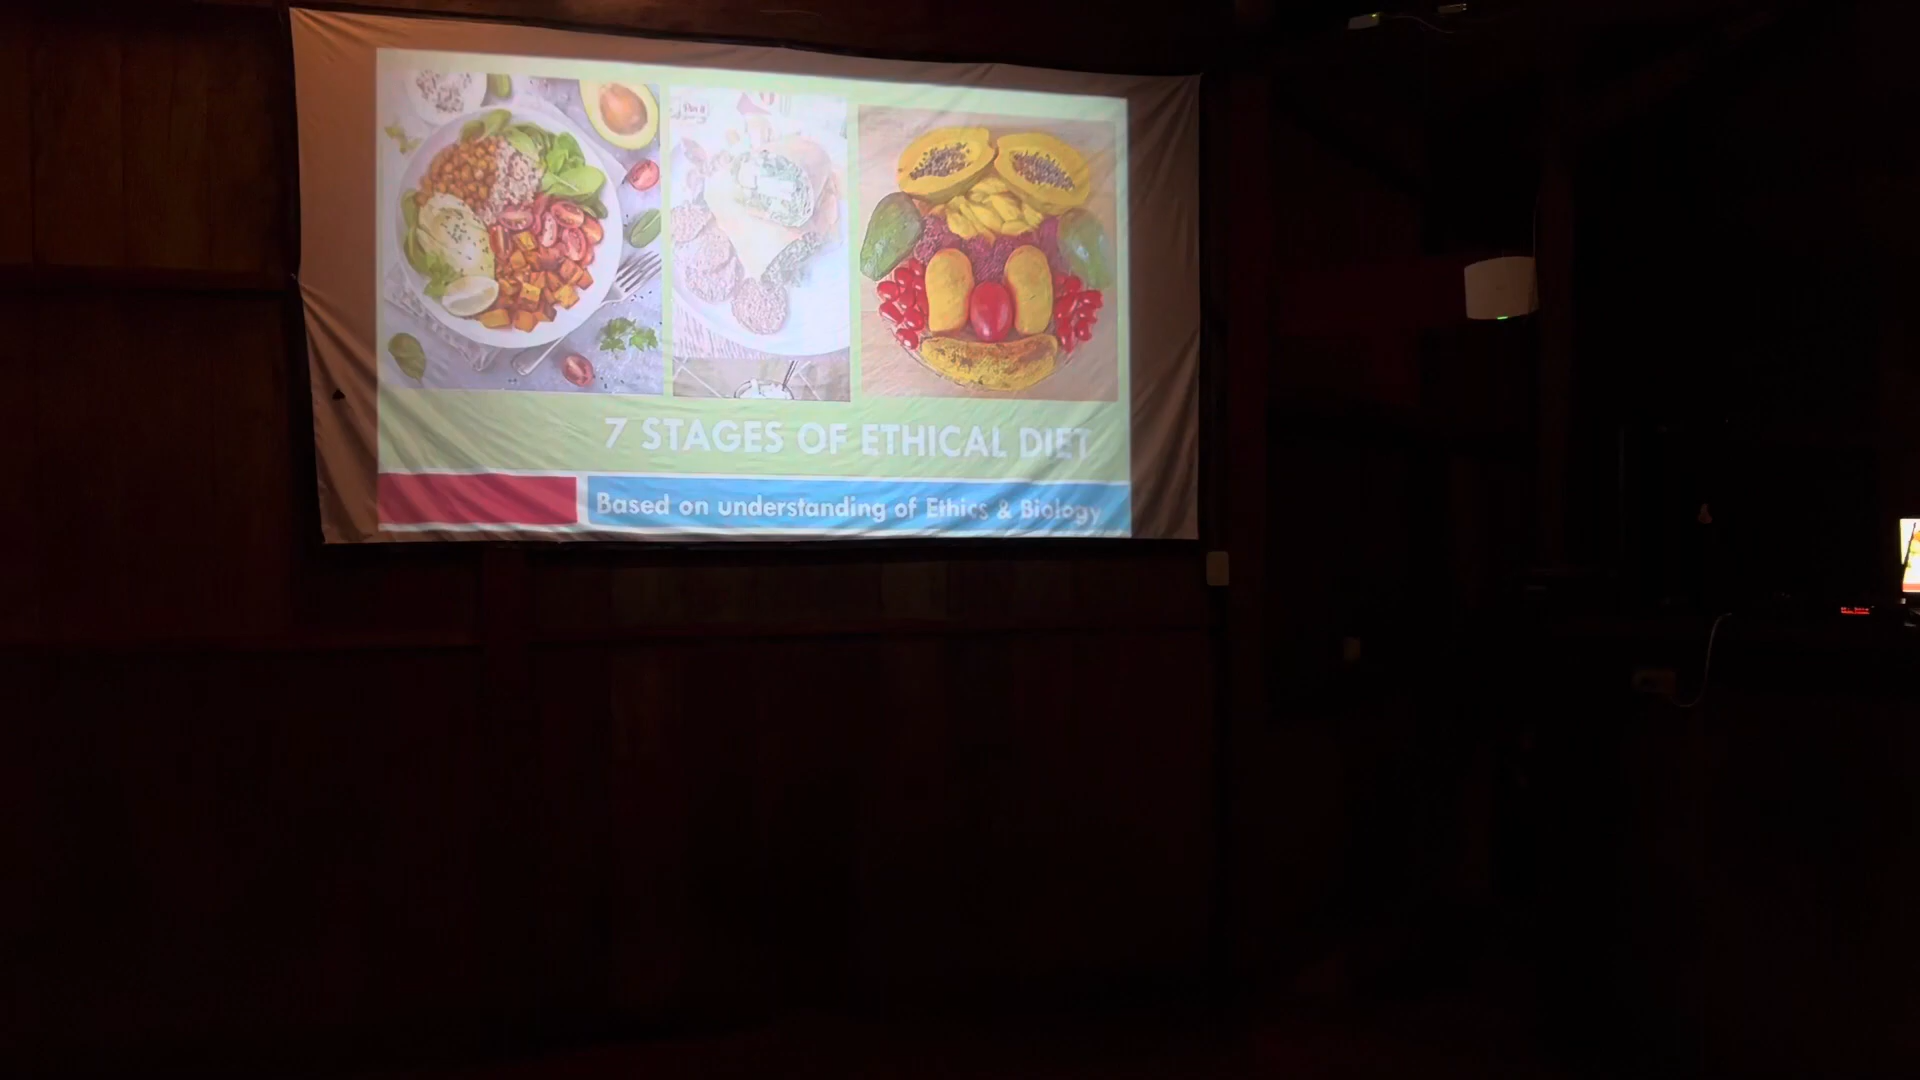 7 STAGES OF ETHICAL DIET
Based on understanding of Ethics & Biology